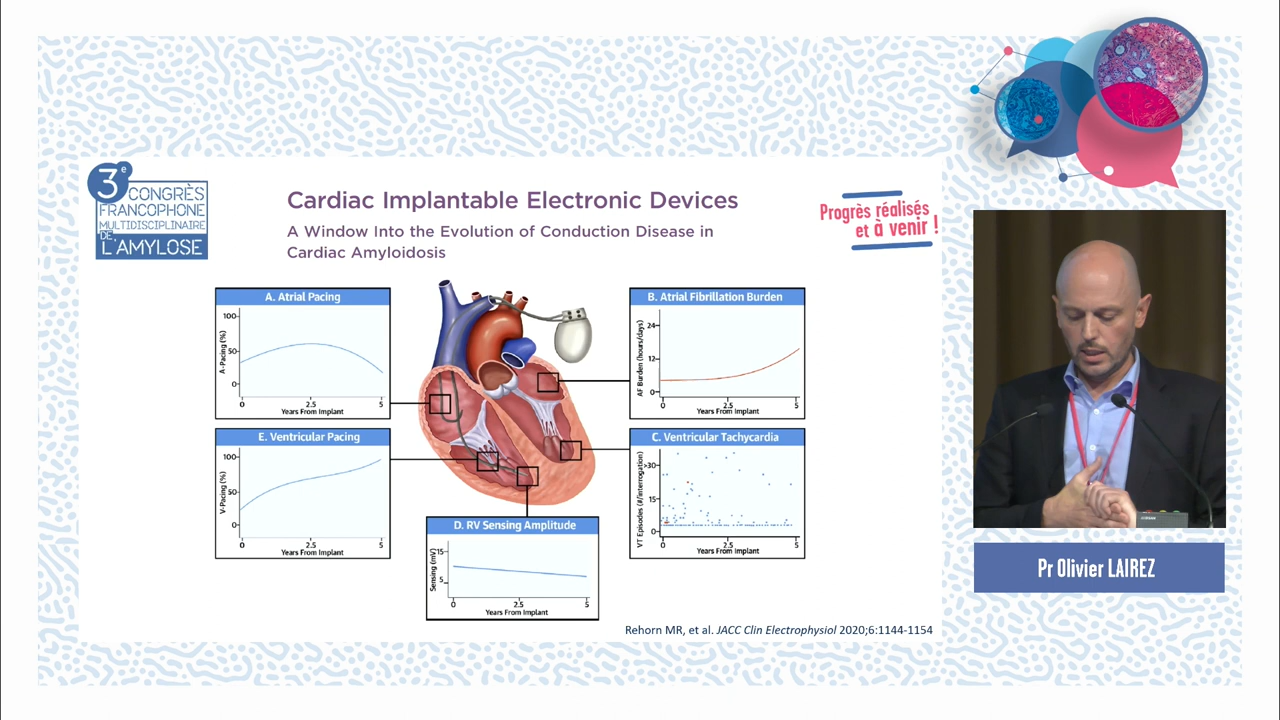 3e
CONGRÈS
FRANCOPHONE
MULTIDISCIPLINAIRE
DE
L'AMYLOSE
Cardiac Implantable Electronic Devices
A Window Into the Evolution of Conduction Disease in
Cardiac Amyloidosis
Progrès réalisés
et à venir !
A. Atrial Pacing
A-Pacing (%)
100
50
0
0 2.5 5
Years From Implant
B. Atrial Fibrillation Burden
AF Burden (hours/days)
24
12
0
0 2.5 5
Years From Implant
E. Ventricular Pacing
V-Pacing (%)
100
50
0
0 2.5 5
Years From Implant
C. Ventricular Tachycardia
VT Episodes (#/interrogation)
>30
15
0
0 2.5 5
Years From Implant
D. RV Sensing Amplitude
Sensing (mV)
15
5
0 2.5 5
Years From Implant
Rehorn MR, et al. JACC Clin Electrophysiol 2020;6:1144-1154
Pr Olivier LAIREZ